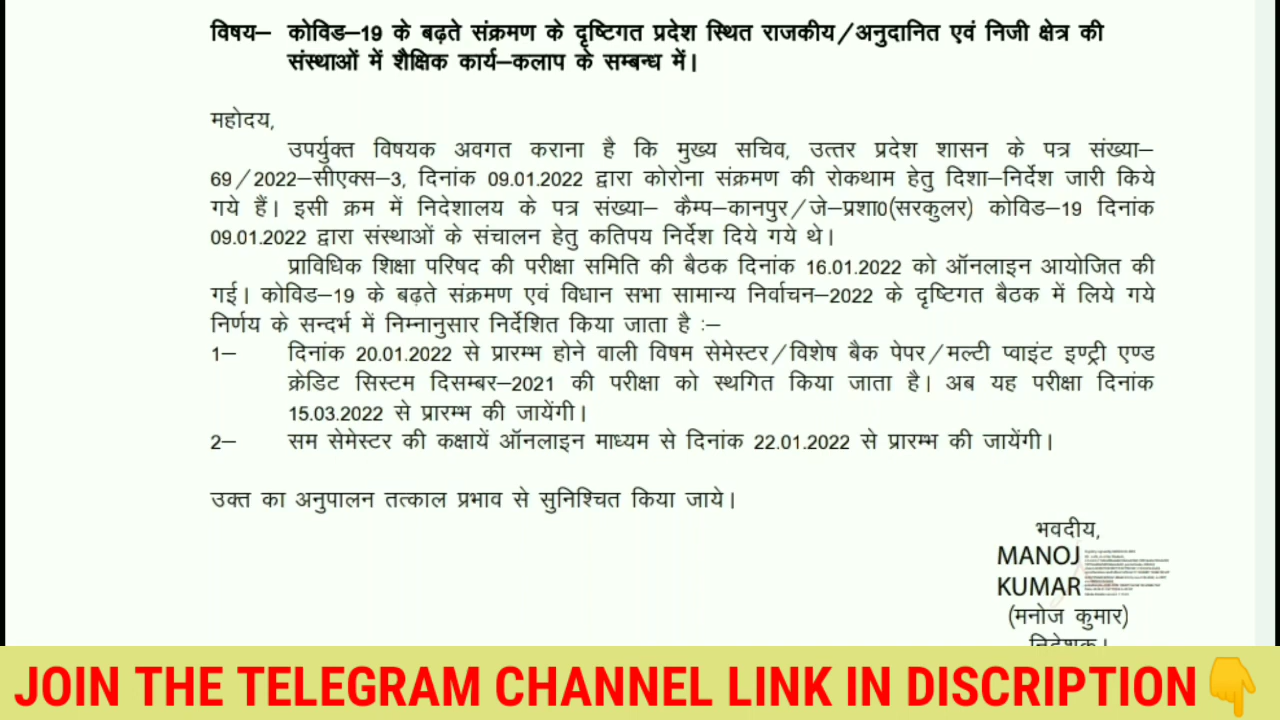 विषय– कोविड–19 के बढ़ते संक्रमण के दृष्टिगत प्रदेश स्थित राजकीय/अनुदानित एवं निजी क्षेत्र की
संस्थाओं में शैक्षिक कार्य–कलाप के सम्बन्ध में।
महोदय,
उपर्युक्त विषयक अवगत कराना है कि मुख्य सचिव, उत्तर प्रदेश शासन के पत्र संख्या–
69/2022–सीएक्स–3, दिनांक 09.01.2022 द्वारा कोरोना संक्रमण की रोकथाम हेतु दिशा–निर्देश जारी किये
गये हैं। इसी क्रम में निदेशालय के पत्र संख्या– कैम्प–कानपुर/जे–प्रशा0(सरकुलर) कोविड–19 दिनांक
09.01.2022 द्वारा संस्थाओं के संचालन हेतु कतिपय निर्देश दिये गये थे।
प्राविधिक शिक्षा परिषद की परीक्षा समिति की बैठक दिनांक 16.01.2022 को ऑनलाइन आयोजित की
गई। कोविड–19 के बढ़ते संक्रमण एवं विधान सभा सामान्य निर्वाचन–2022 के दृष्टिगत बैठक में लिये गये
निर्णय के सन्दर्भ में निम्नानुसार निर्देशित किया जाता है :–
1– दिनांक 20.01.2022 से प्रारम्भ होने वाली विषम सेमेस्टर/विशेष बैक पेपर/मल्टी प्वाइंट इण्ट्री एण्ड
क्रेडिट सिस्टम दिसम्बर–2021 की परीक्षा को स्थगित किया जाता है। अब यह परीक्षा दिनांक
15.03.2022 से प्रारम्भ की जायेंगी।
2– सम सेमेस्टर की कक्षायें ऑनलाइन माध्यम से दिनांक 22.01.2022 से प्रारम्भ की जायेंगी।
उक्त का अनुपालन तत्काल प्रभाव से सुनिश्चित किया जाये।
भवदीय,
MANOJ
KUMAR
(मनोज कुमार)
निदेशक।
JOIN THE TELEGRAM CHANNEL LINK IN DISCRIPTION👇